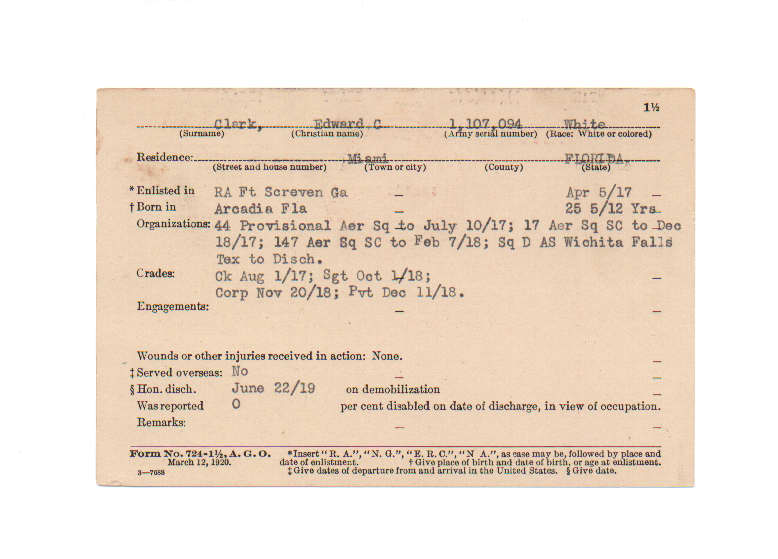 1½
Clark, Edward C 1,107,094 White
(Surname) (Christian name) (Army serial number) (Race: White or colored)
Residence: Miami FLORIDA
(Street and house number) (Town or city) (County) (State)
*Enlisted in RA Ft Screven Ga Apr 5/17
†Born in Arcadia Fla 25 5/12 Yrs
Organizations: 44 Provisional Aer Sq to July 10/17; 17 Aer Sq SC to Dec
18/17; 147 Aer Sq SC to Feb 7/18; Sq D AS Wichita Falls
Tex to Disch.
Grades: Ck Aug 1/17; Sgt Oct 1/18;
Corp Nov 20/18; Pvt Dec 11/18.
Engagements: —
Wounds or other injuries received in action: None.
‡Served overseas: No
§Hon. disch. June 22/19 on demobilization
Was reported 0 per cent disabled on date of discharge, in view of occupation.
Remarks: —
Form No. 724-1½, A. G. O. *Insert "R. A.", "N. G.", "E. R. C.", "N A.", as case may be, followed by place and
March 12, 1920. date of enlistment. †Give place of birth and date of birth, or age at enlistment.
3—7688 ‡Give dates of departure from and arrival in the United States. §Give date.